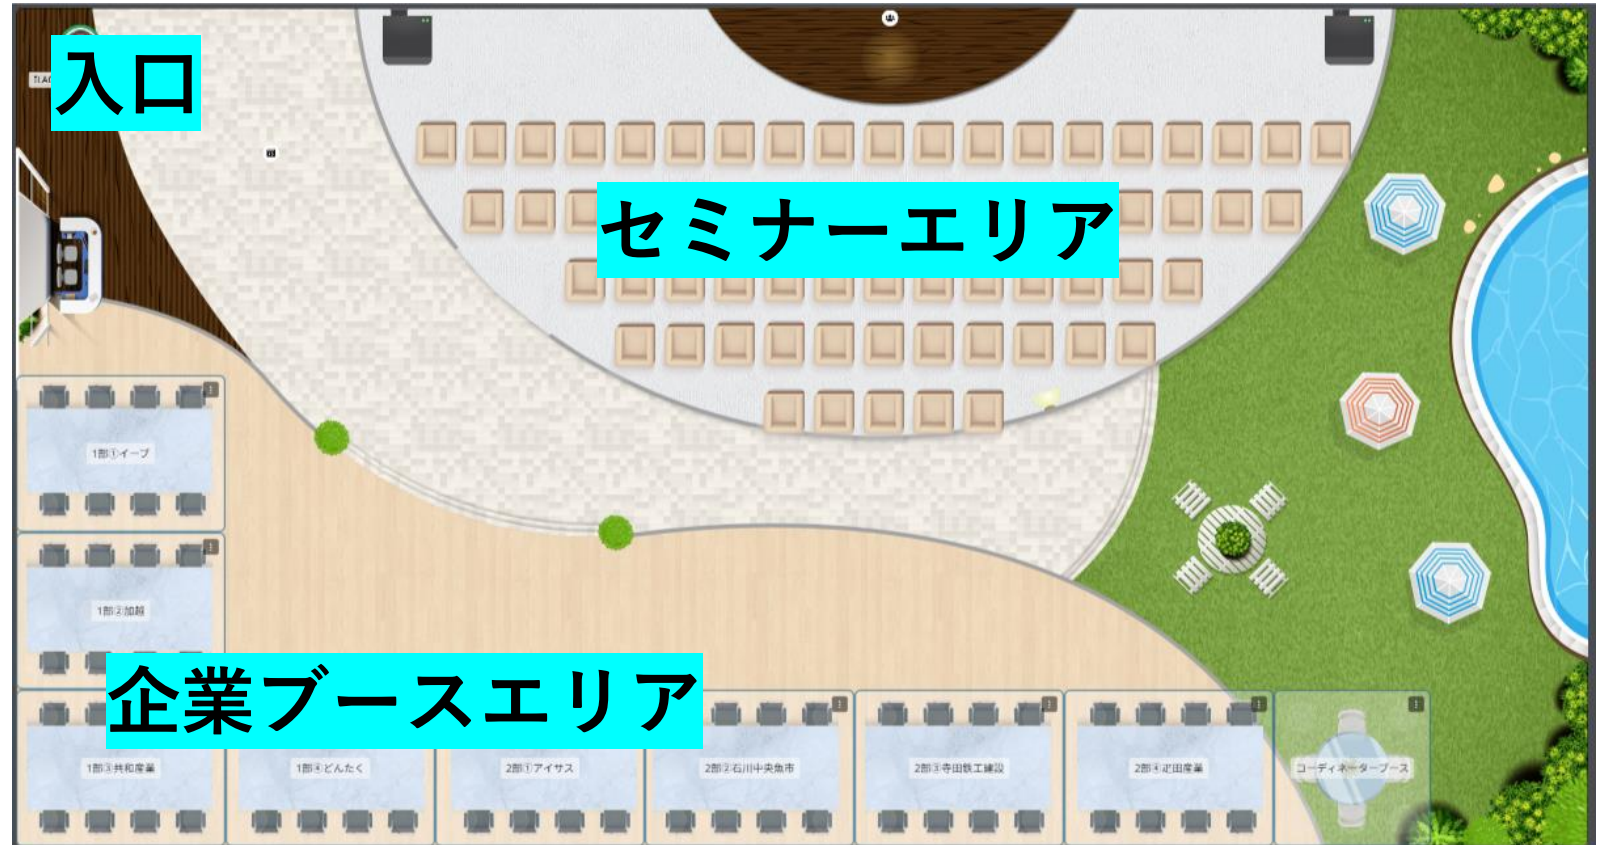 入口
セミナーエリア
1部①イーブ
1部②加越
企業ブースエリア
1部③共和産業
1部④どんたく
2部①アイサス
2部②石川中央魚市
2部③寺田鉄工建設
2部④疋田産業
コーディネーターブース